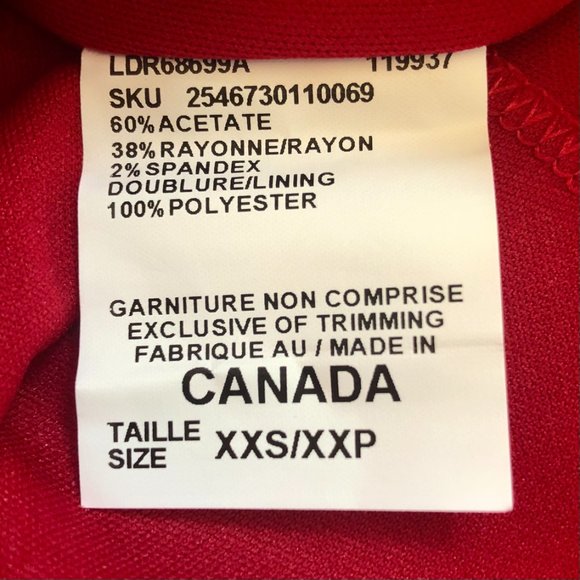 LDR68699A 119937
SKU 2546730110069
60% ACETATE
38% RAYONNE/RAYON
2% SPANDEX
DOUBLURE/LINING
100% POLYESTER
GARNITURE NON COMPRISE
EXCLUSIVE OF TRIMMING
FABRIQUE AU / MADE IN
CANADA
TAILLE
SIZE XXS/XXP